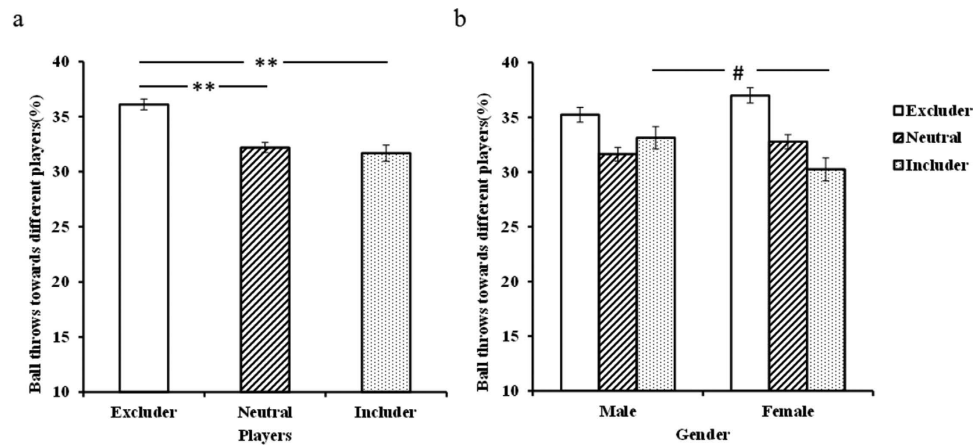 a
Ball throws towards different players(%)
40
35
30
25
20
15
10
**
**
Excluder
Neutral
Includer
Players
b
Ball throws towards different players(%)
40
35
30
25
20
15
10
#
Male
Female
Gender
Excluder
Neutral
Includer